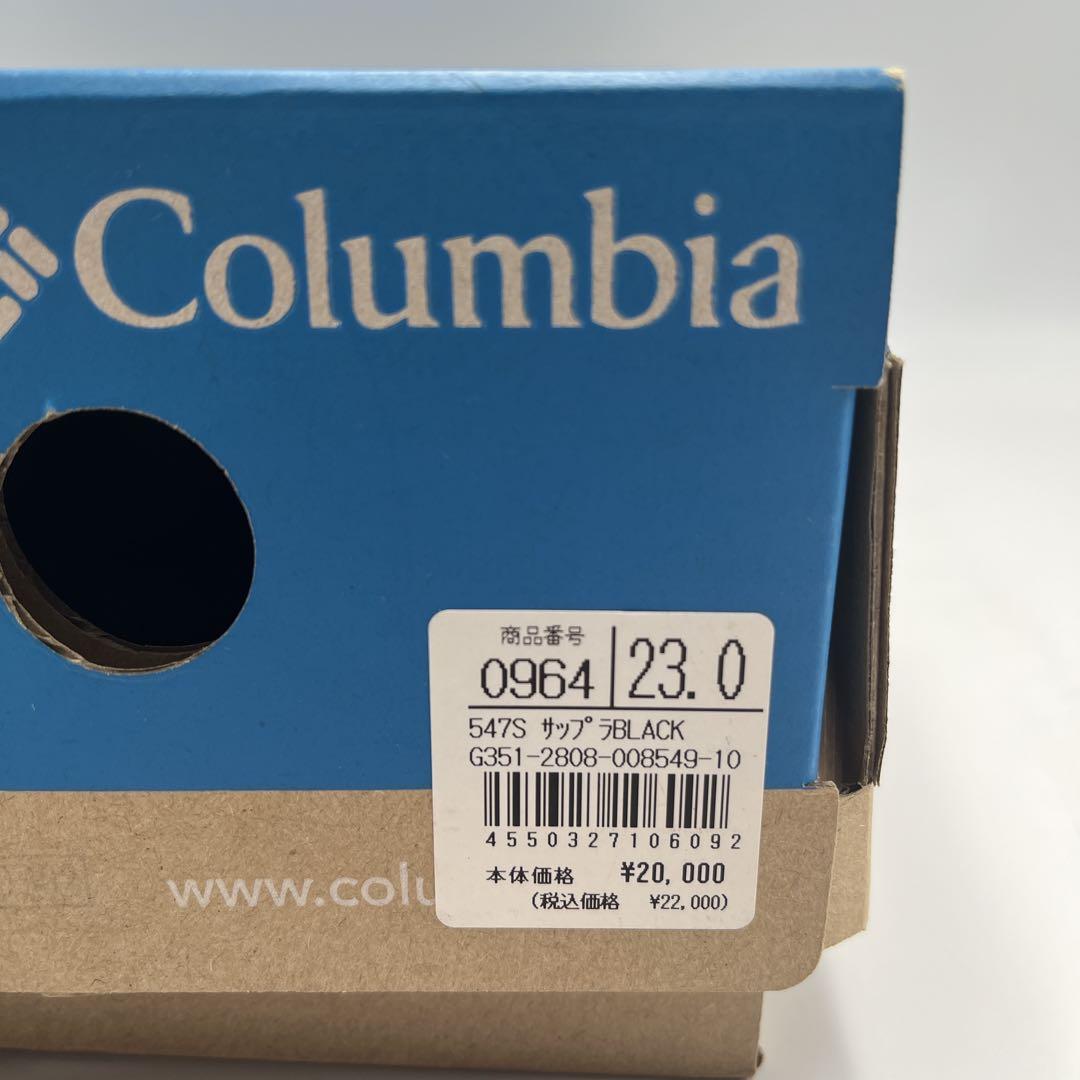 Columbia
商品番号
0964 23.0
547S ｻｯﾌﾟﾗBLACK
G351-2808-008549-10
4550327106092
本体価格 ¥20,000
(税込価格 ¥22,000)
www.colu